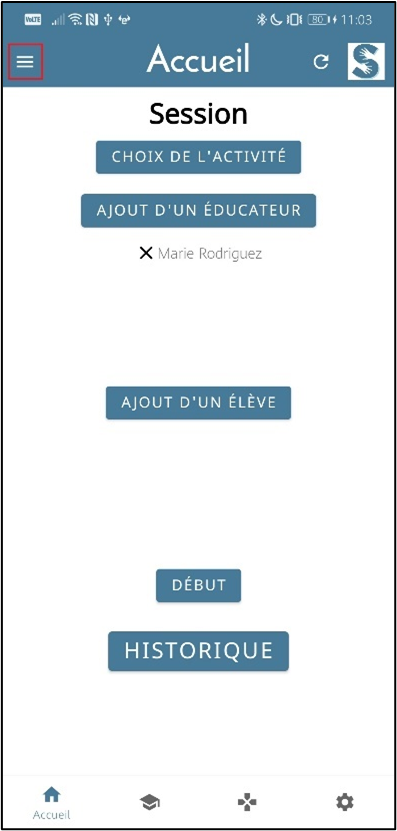 VoLTE 80 11:03
Accueil
S
Session
CHOIX DE L'ACTIVITÉ
AJOUT D'UN ÉDUCATEUR
Marie Rodriguez
AJOUT D'UN ÉLÈVE
DÉBUT
HISTORIQUE
Accueil